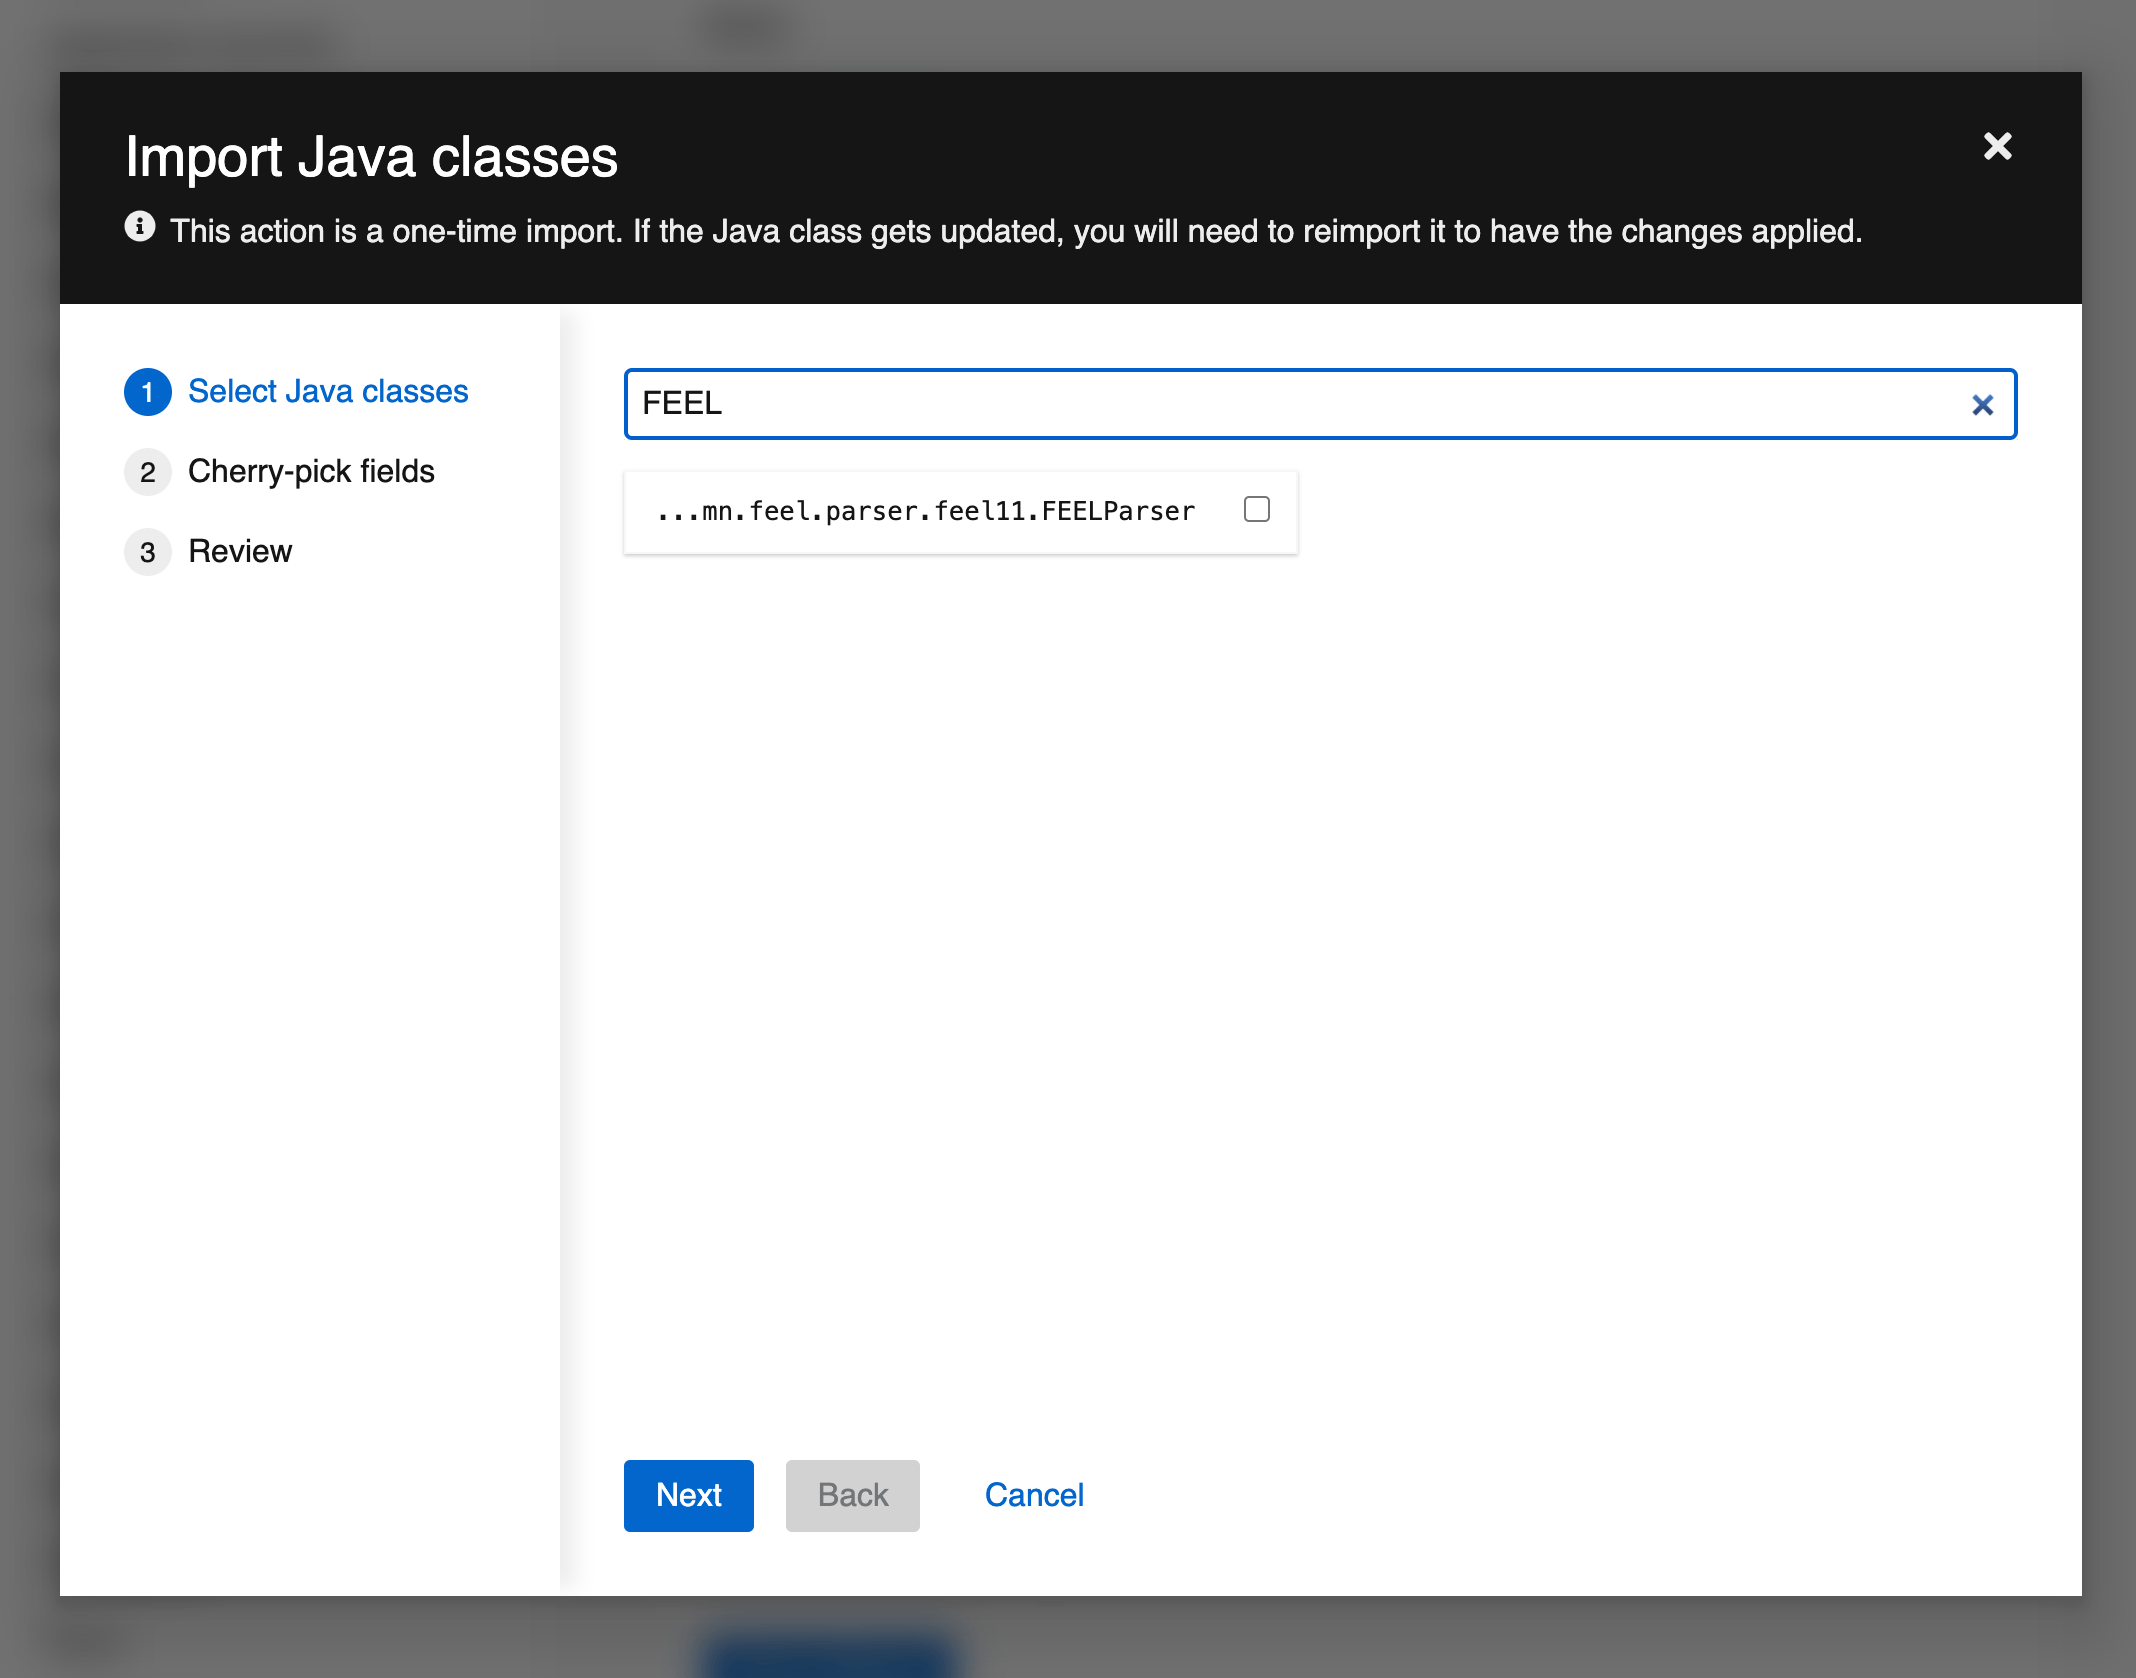 Import Java classes
This action is a one-time import. If the Java class gets updated, you will need to reimport it to have the changes applied.
1 Select Java classes
2 Cherry-pick fields
3 Review
FEEL
...mn.feel.parser.feel11.FEELParser
Next
Back
Cancel